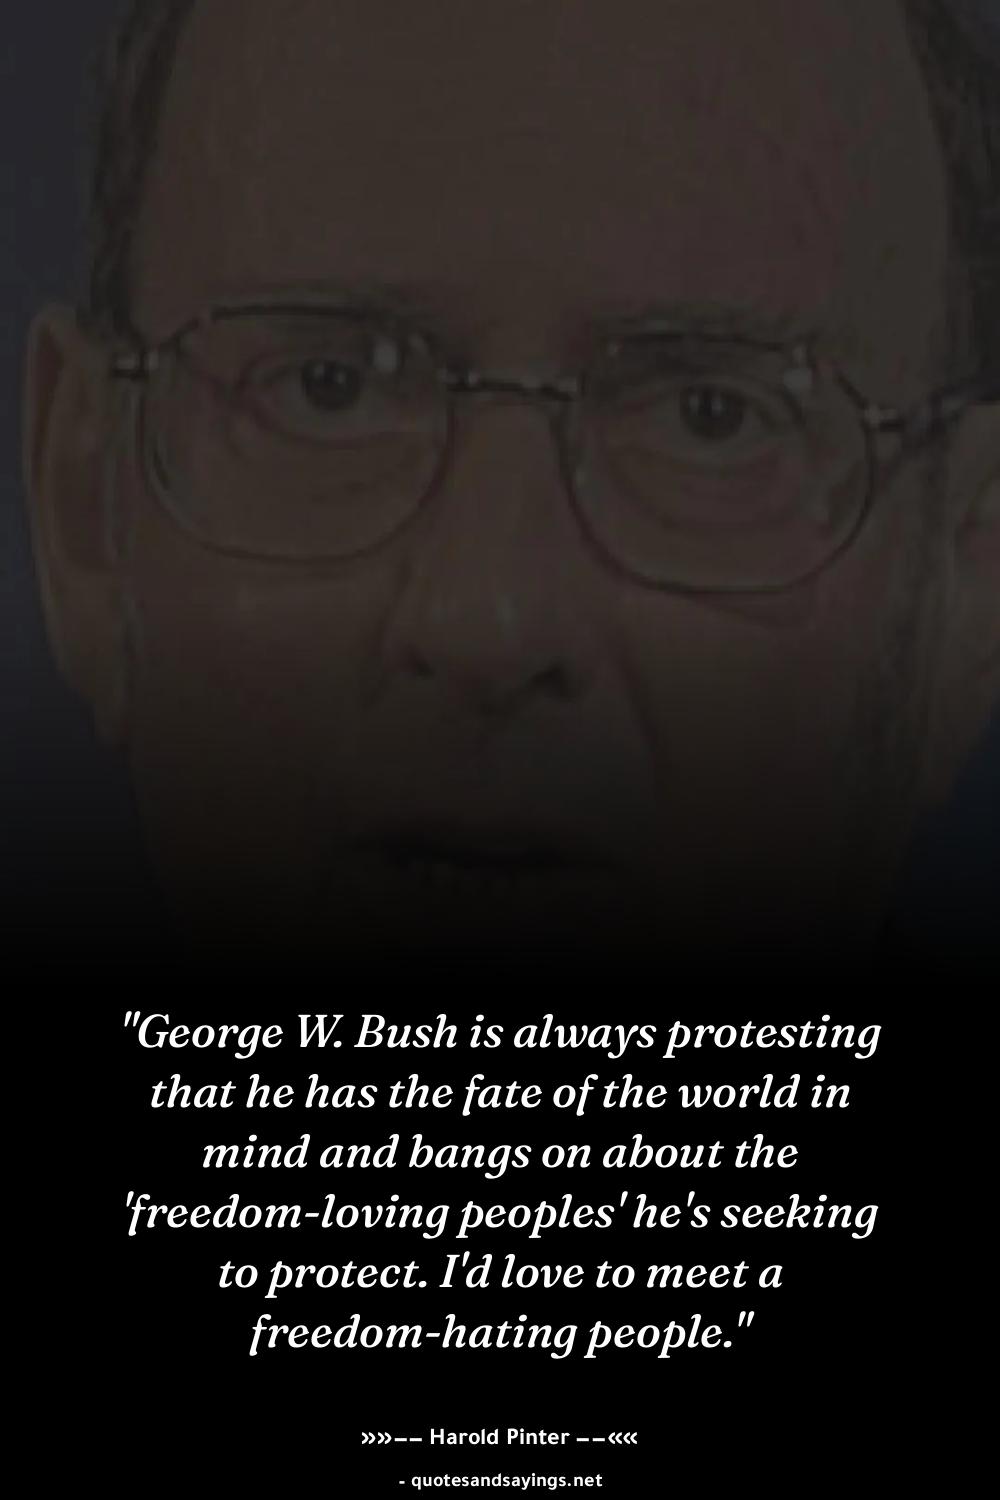 "George W. Bush is always protesting
that he has the fate of the world in
mind and bangs on about the
'freedom-loving peoples' he's seeking
to protect. I'd love to meet a
freedom-hating people."
»»–– Harold Pinter ––««
- quotesandsayings.net